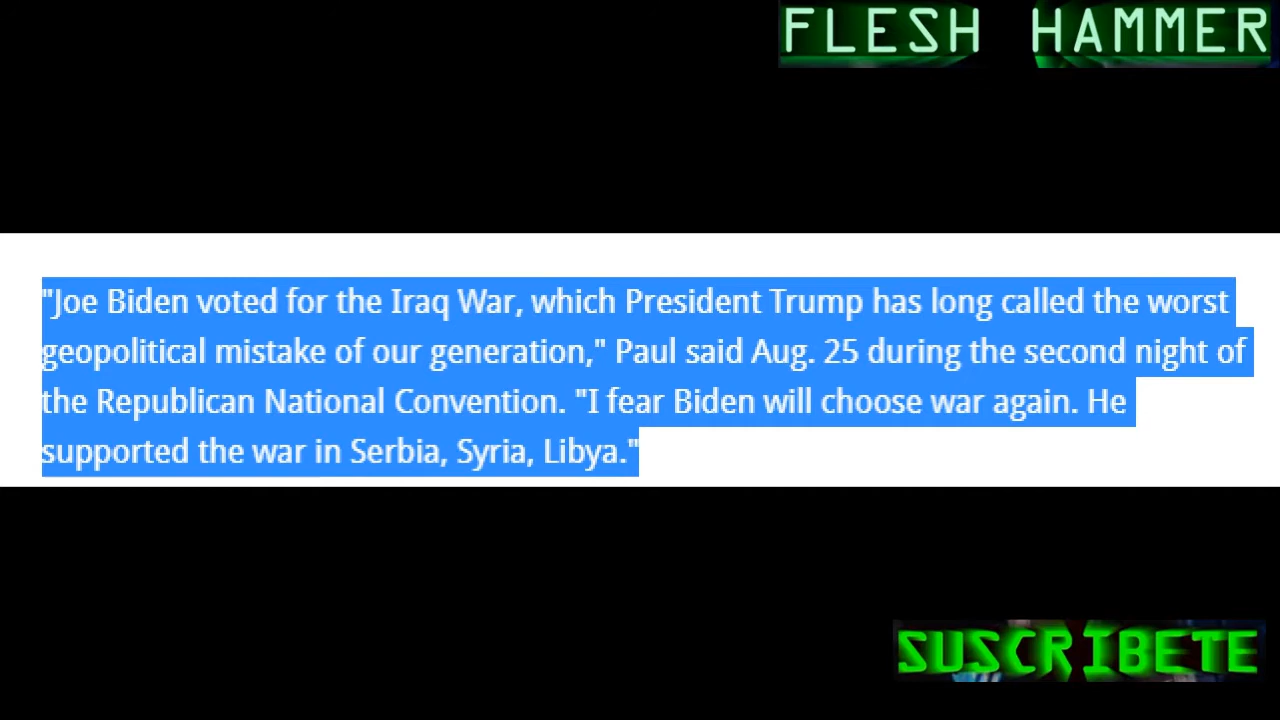 FLESH HAMMER
"Joe Biden voted for the Iraq War, which President Trump has long called the worst
geopolitical mistake of our generation," Paul said Aug. 25 during the second night of
the Republican National Convention. "I fear Biden will choose war again. He
supported the war in Serbia, Syria, Libya."
SUSCRIBETE